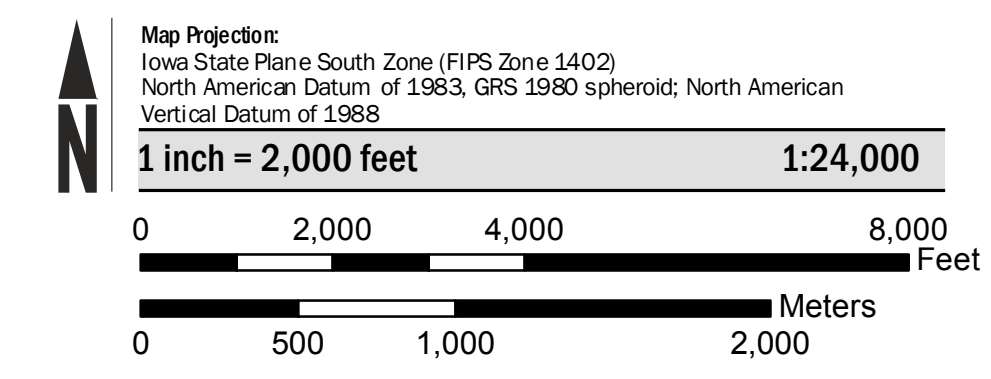 N
Map Projection:
Iowa State Plane South Zone (FIPS Zone 1402)
North American Datum of 1983, GRS 1980 spheroid; North American
Vertical Datum of 1988
1 inch = 2,000 feet 1:24,000
0 2,000 4,000 8,000
Feet
Meters
0 500 1,000 2,000